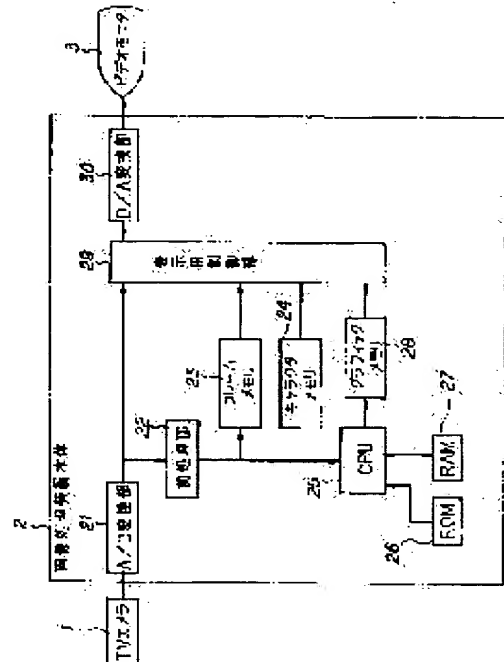 1
TVカメラ
2
画像処理装置本体
21
A/D変換部
22
前処理部
23
フレーム
メモリ
24
キャラクタ
メモリ
25
CPU
26
ROM
27
RAM
28
グラフィック
メモリ
29
表示用制御部
30
D/A変換部
3
ビデオモニタ